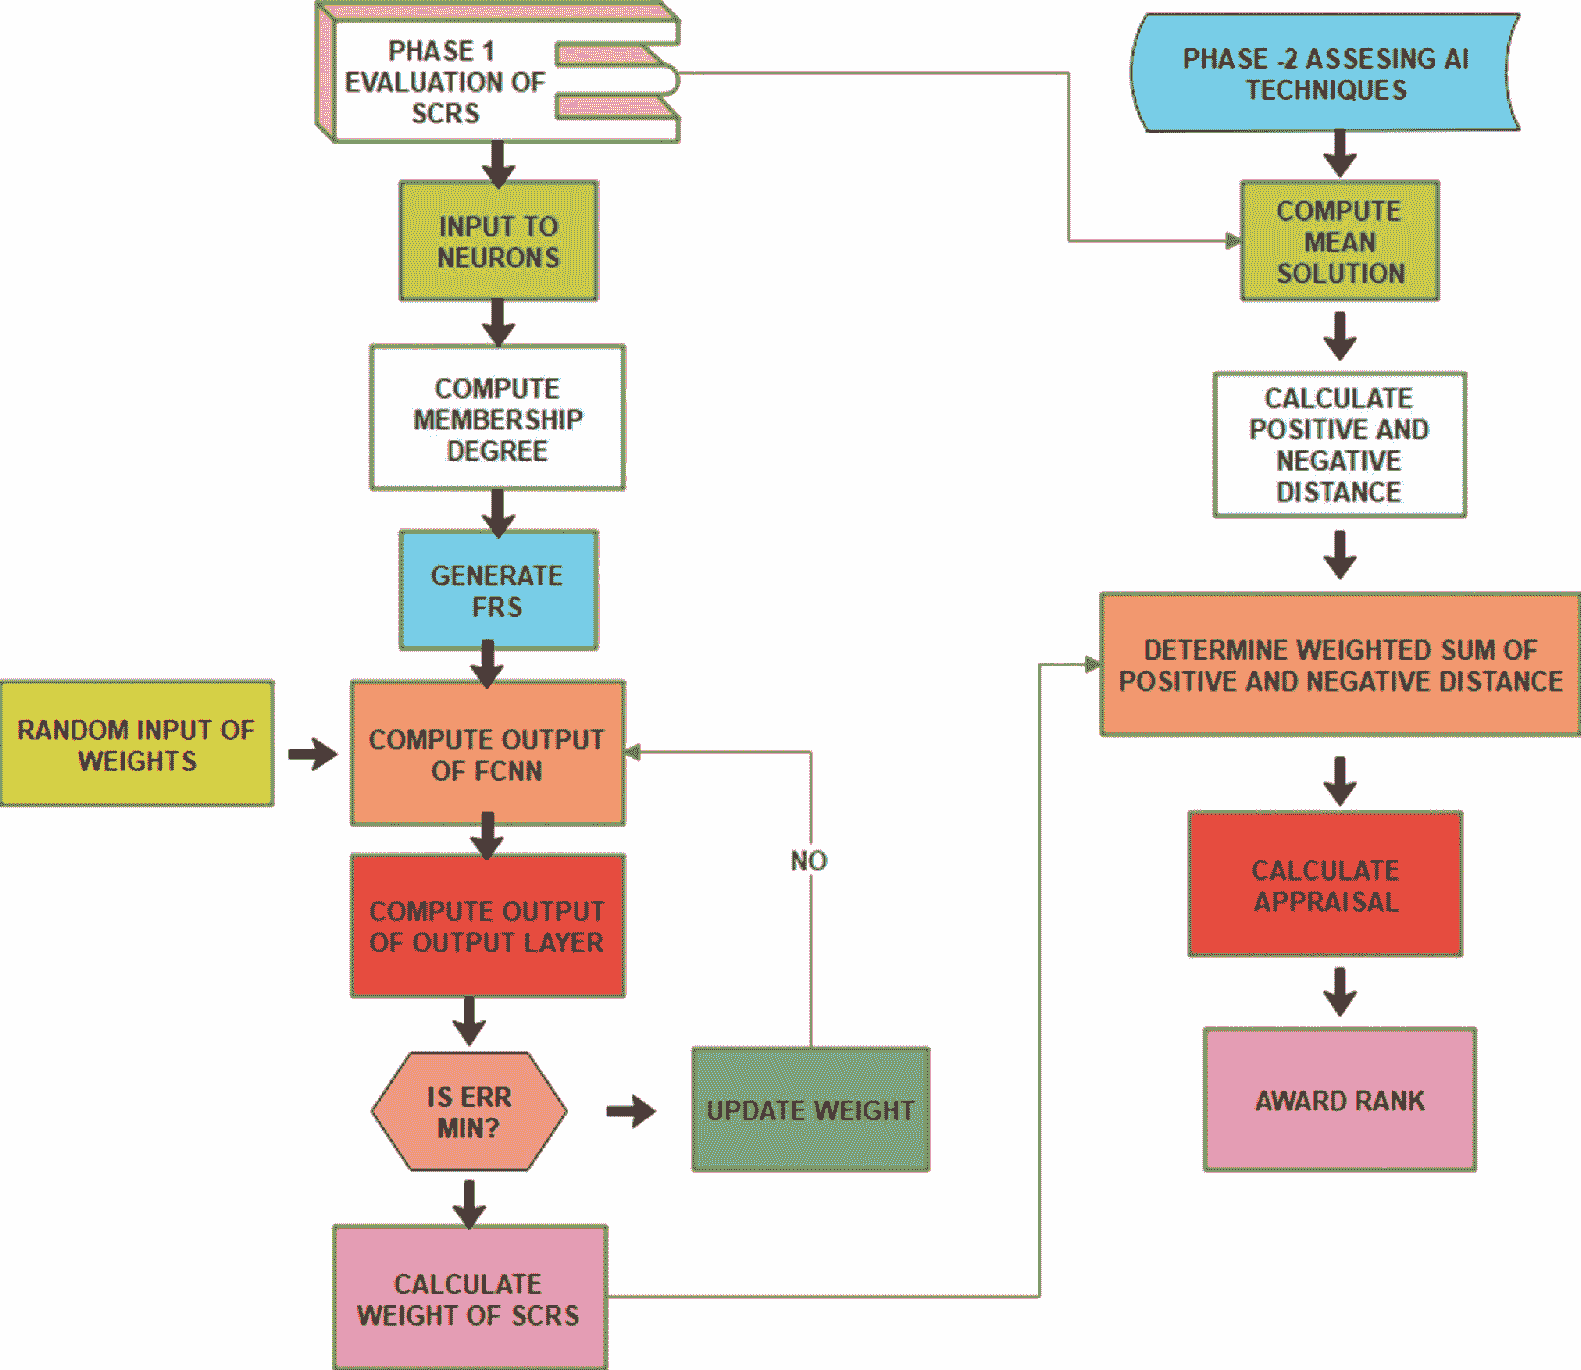 PHASE 1
EVALUATION OF
SCRS
INPUT TO
NEURONS
COMPUTE
MEMBERSHIP
DEGREE
GENERATE
FRS
RANDOM INPUT OF
WEIGHTS
COMPUTE OUTPUT
OF FCNN
COMPUTE OUTPUT
OF OUTPUT LAYER
IS ERR
MIN?
UPDATE WEIGHT
NO
CALCULATE
WEIGHT OF SCRS
PHASE -2 ASSESING AI
TECHNIQUES
COMPUTE
MEAN
SOLUTION
CALCULATE
POSITIVE AND
NEGATIVE
DISTANCE
DETERMINE WEIGHTED SUM OF
POSITIVE AND NEGATIVE DISTANCE
CALCULATE
APPRAISAL
AWARD RANK